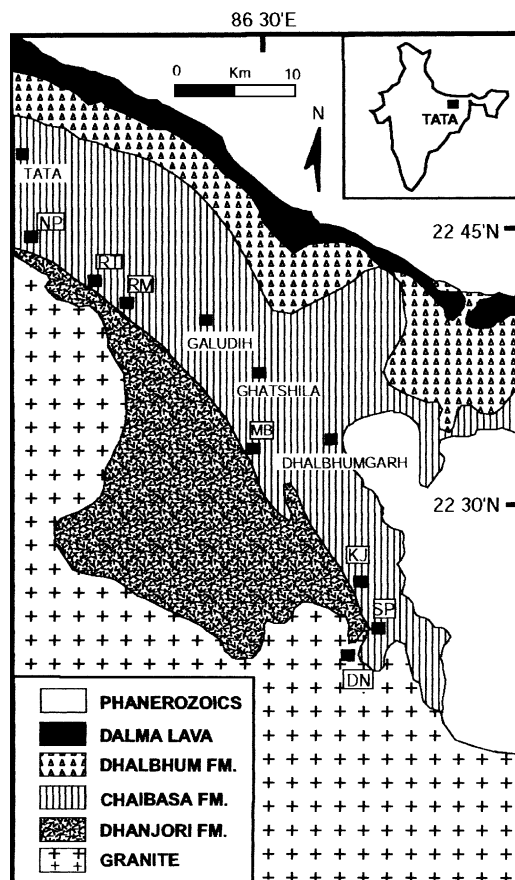 86 30'E
0 Km 10
N
TATA
TATA
22 45'N
NP
RT
RM
GALUDIH
GHATSHILA
MB
DHALBHUMGARH
22 30'N
KJ
SP
DN
PHANEROZOICS
DALMA LAVA
DHALBHUM FM.
CHAIBASA FM.
DHANJORI FM.
GRANITE